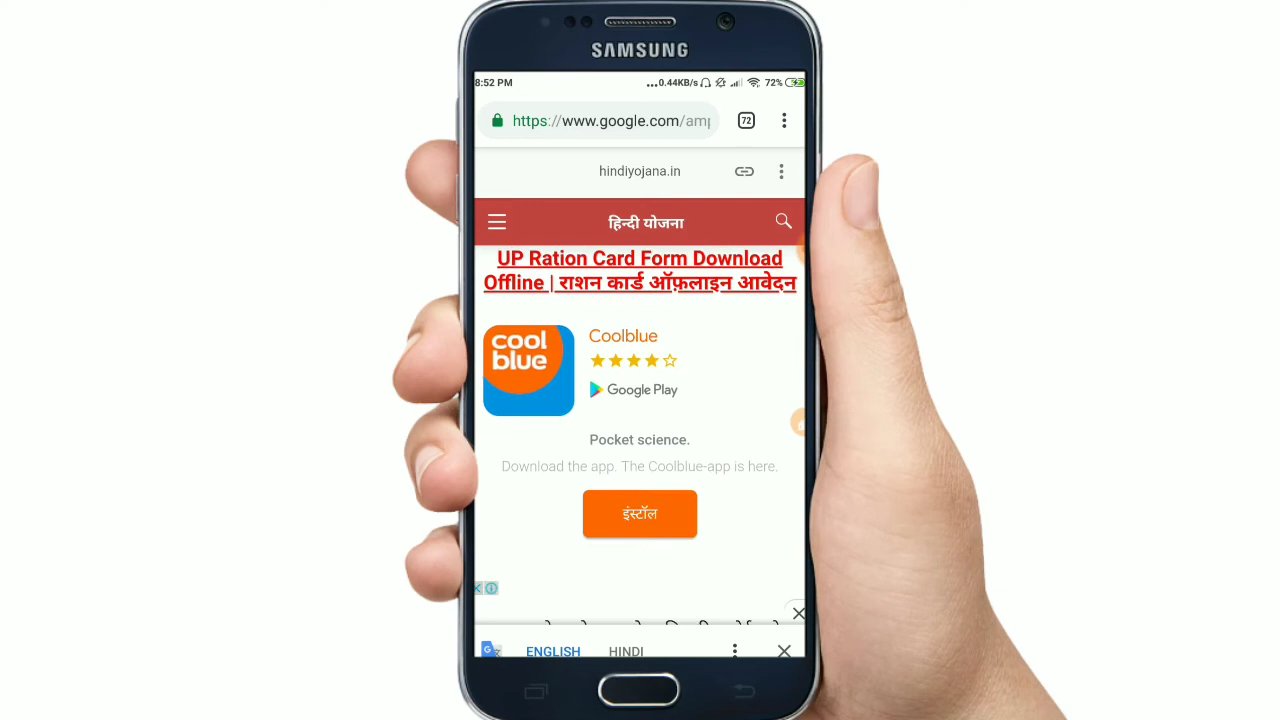 SAMSUNG
8:52 PM
...0.44KB/s 72%
https://www.google.com/amp
72
hindiyojana.in
हिन्दी योजना
UP Ration Card Form Download
Offline | राशन कार्ड ऑफ़लाइन आवेदन
cool
blue
Coolblue
Google Play
Pocket science.
Download the app. The Coolblue-app is here.
इंस्टॉल
ENGLISH HINDI